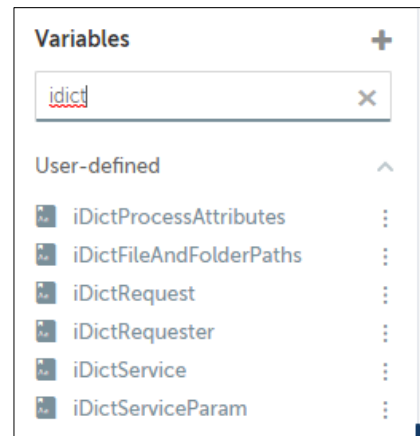 Variables
idict
User-defined
iDictProcessAttributes
iDictFileAndFolderPaths
iDictRequest
iDictRequester
iDictService
iDictServiceParam